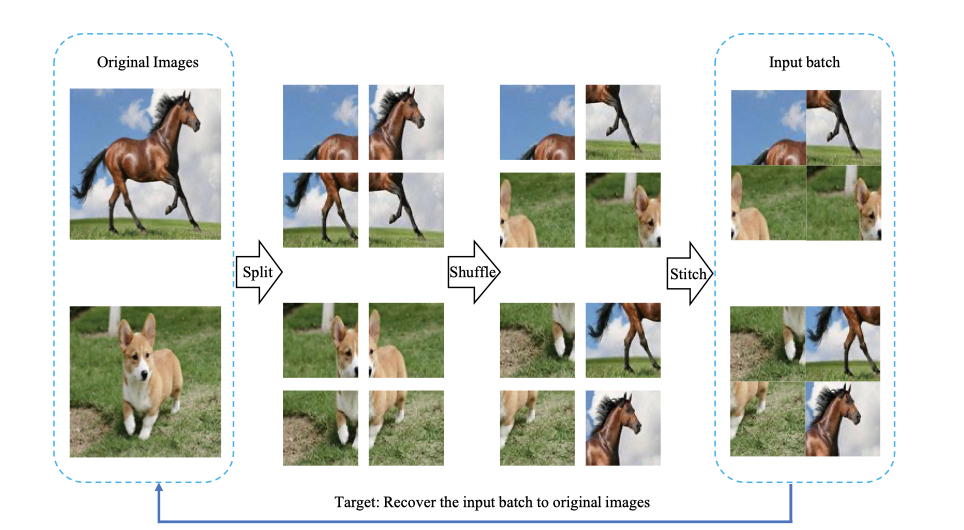 Original Images
Input batch
Split
Shuffle
Stitch
Target: Recover the input batch to original images